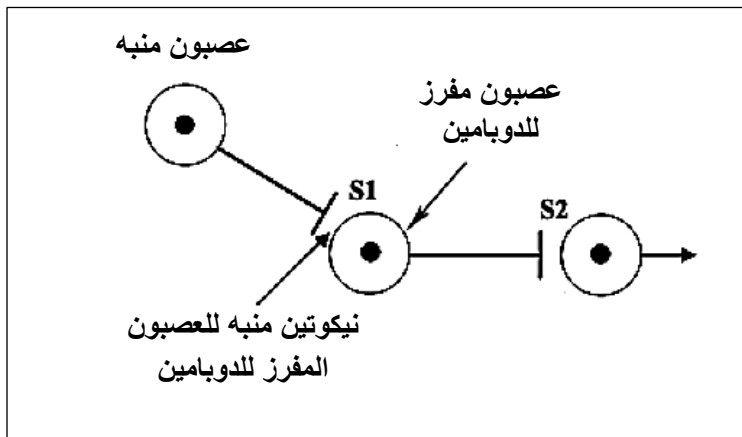 عصبون منبه
عصبون مفرز
للدوبامين
S1
S2
نيكوتين منبه للعصبون
المفرز للدوبامين